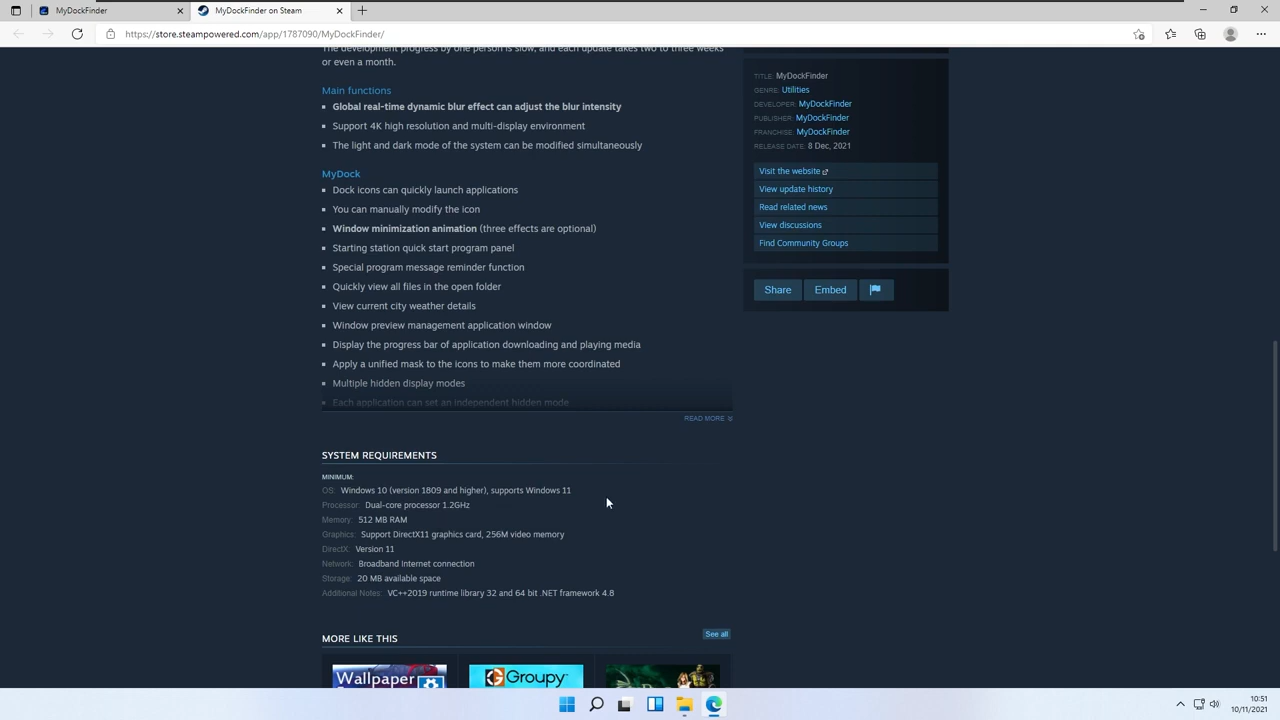 MyDockFinder
MyDockFinder on Steam
https://store.steampowered.com/app/1787090/MyDockFinder/
The development progress by one person is slow, and each update takes two to three weeks
or even a month.
Main functions
Global real-time dynamic blur effect can adjust the blur intensity
Support 4K high resolution and multi-display environment
The light and dark mode of the system can be modified simultaneously
MyDock
Dock icons can quickly launch applications
You can manually modify the icon
Window minimization animation (three effects are optional)
Starting station quick start program panel
Special program message reminder function
Quickly view all files in the open folder
View current city weather details
Window preview management application window
Display the progress bar of application downloading and playing media
Apply a unified mask to the icons to make them more coordinated
Multiple hidden display modes
Each application can set an independent hidden mode
READ MORE
TITLE: MyDockFinder
GENRE: Utilities
DEVELOPER: MyDockFinder
PUBLISHER: MyDockFinder
FRANCHISE: MyDockFinder
RELEASE DATE: 8 Dec, 2021
Visit the website
View update history
Read related news
View discussions
Find Community Groups
Share
Embed
SYSTEM REQUIREMENTS
MINIMUM:
OS: Windows 10 (version 1809 and higher), supports Windows 11
Processor: Dual-core processor 1.2GHz
Memory: 512 MB RAM
Graphics: Support DirectX11 graphics card, 256M video memory
DirectX: Version 11
Network: Broadband Internet connection
Storage: 20 MB available space
Additional Notes: VC++2019 runtime library 32 and 64 bit .NET framework 4.8
MORE LIKE THIS
See all
Wallpaper
Groupy
10:51
10/11/2021